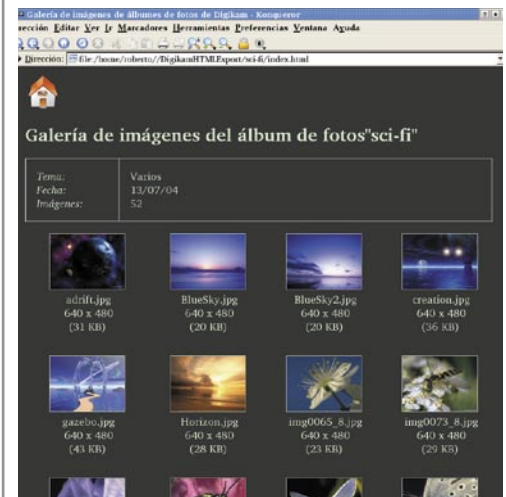 Galería de imágenes de álbumes de fotos de Digikam - Konqueror
rección Editar Ver Ir Marcadores Herramientas Preferencias Ventana Ayuda
Dirección: file:/home/roberto//DigikamHTMLExport/sci-fi/index.html
Galería de imágenes del álbum de fotos"sci-fi"
Tema: Varios
Fecha: 13/07/04
Imágenes: 52
adrift.jpg BlueSky.jpg BlueSky2.jpg creation.jpg
640 x 480 640 x 480 640 x 480 640 x 480
(31 KB) (20 KB) (20 KB) (36 KB)
gazebo.jpg Horizon.jpg img0065_8.jpg img0073_8.jpg
640 x 480 640 x 480 640 x 480 640 x 480
(43 KB) (28 KB) (23 KB) (29 KB)